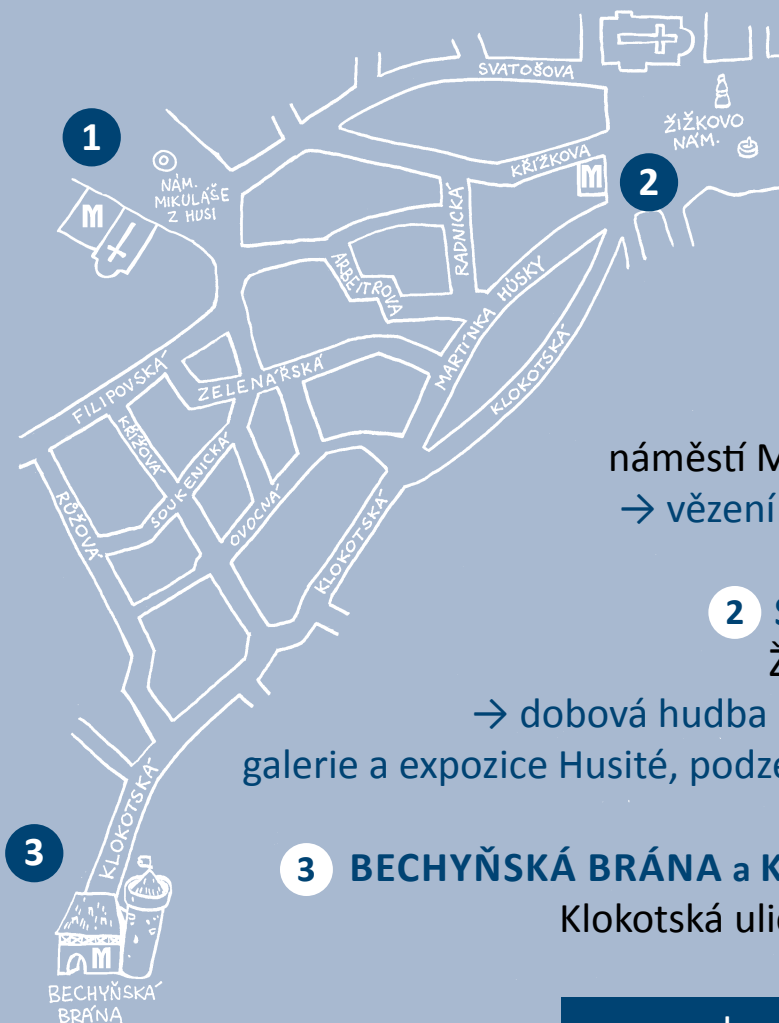 SVATOŠOVA
ŽIŽKOVO
NÁM.
1
NÁM.
MIKULÁŠE
Z HUSI
M
KŘÍŽKOVA
M
2
RADNICKÁ
ARBEITROVA
MARTÍNKA HÚSKY
KLOKOTSKÁ
FILIPOVSKÁ
ZELENÁŘSKÁ
KŘÍŽOVÁ
SOUKENICKÁ
OVOCNÁ
RŮŽOVÁ
KLOKOTSKÁ
náměstí M
→ vězení
2 S
Ž
→ dobová hudba
galerie a expozice Husité, podze
KLOKOTSKÁ
3
3 BECHYŇSKÁ BRÁNA a K
Klokotská ulic
M
BECHYŇSKÁ
BRÁNA